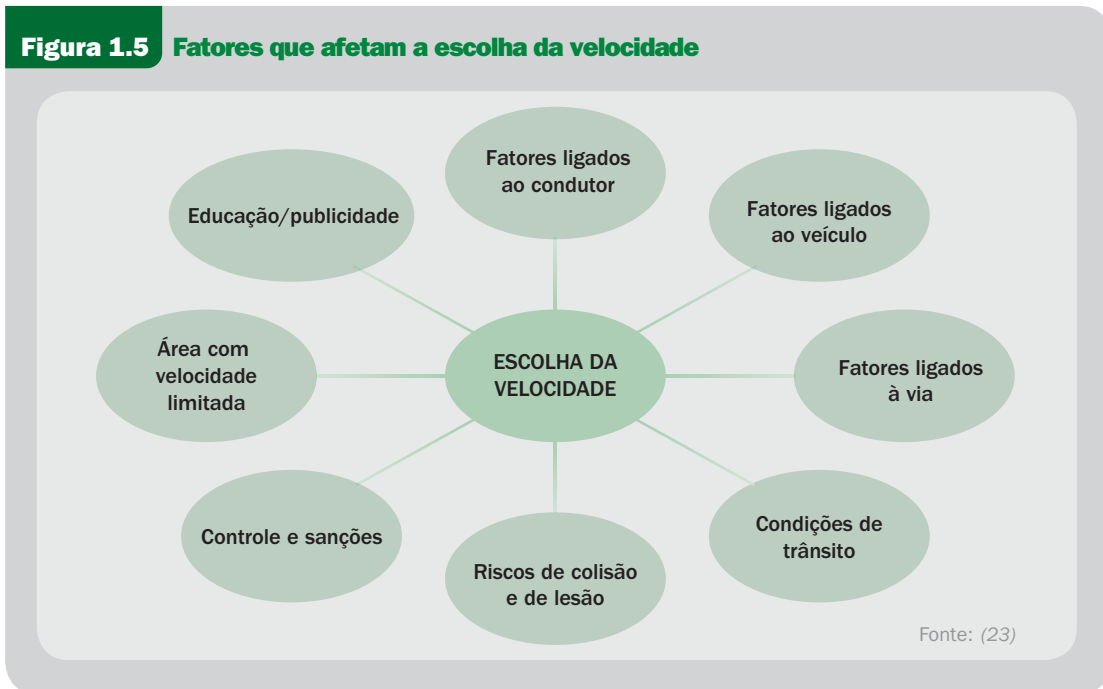 Figura 1.5 Fatores que afetam a escolha da velocidade
Fatores ligados
ao condutor
Educação/publicidade
Fatores ligados
ao veículo
Área com
velocidade
limitada
ESCOLHA DA
VELOCIDADE
Fatores ligados
à via
Controle e sanções
Riscos de colisão
e de lesão
Condições de
trânsito
Fonte: (23)